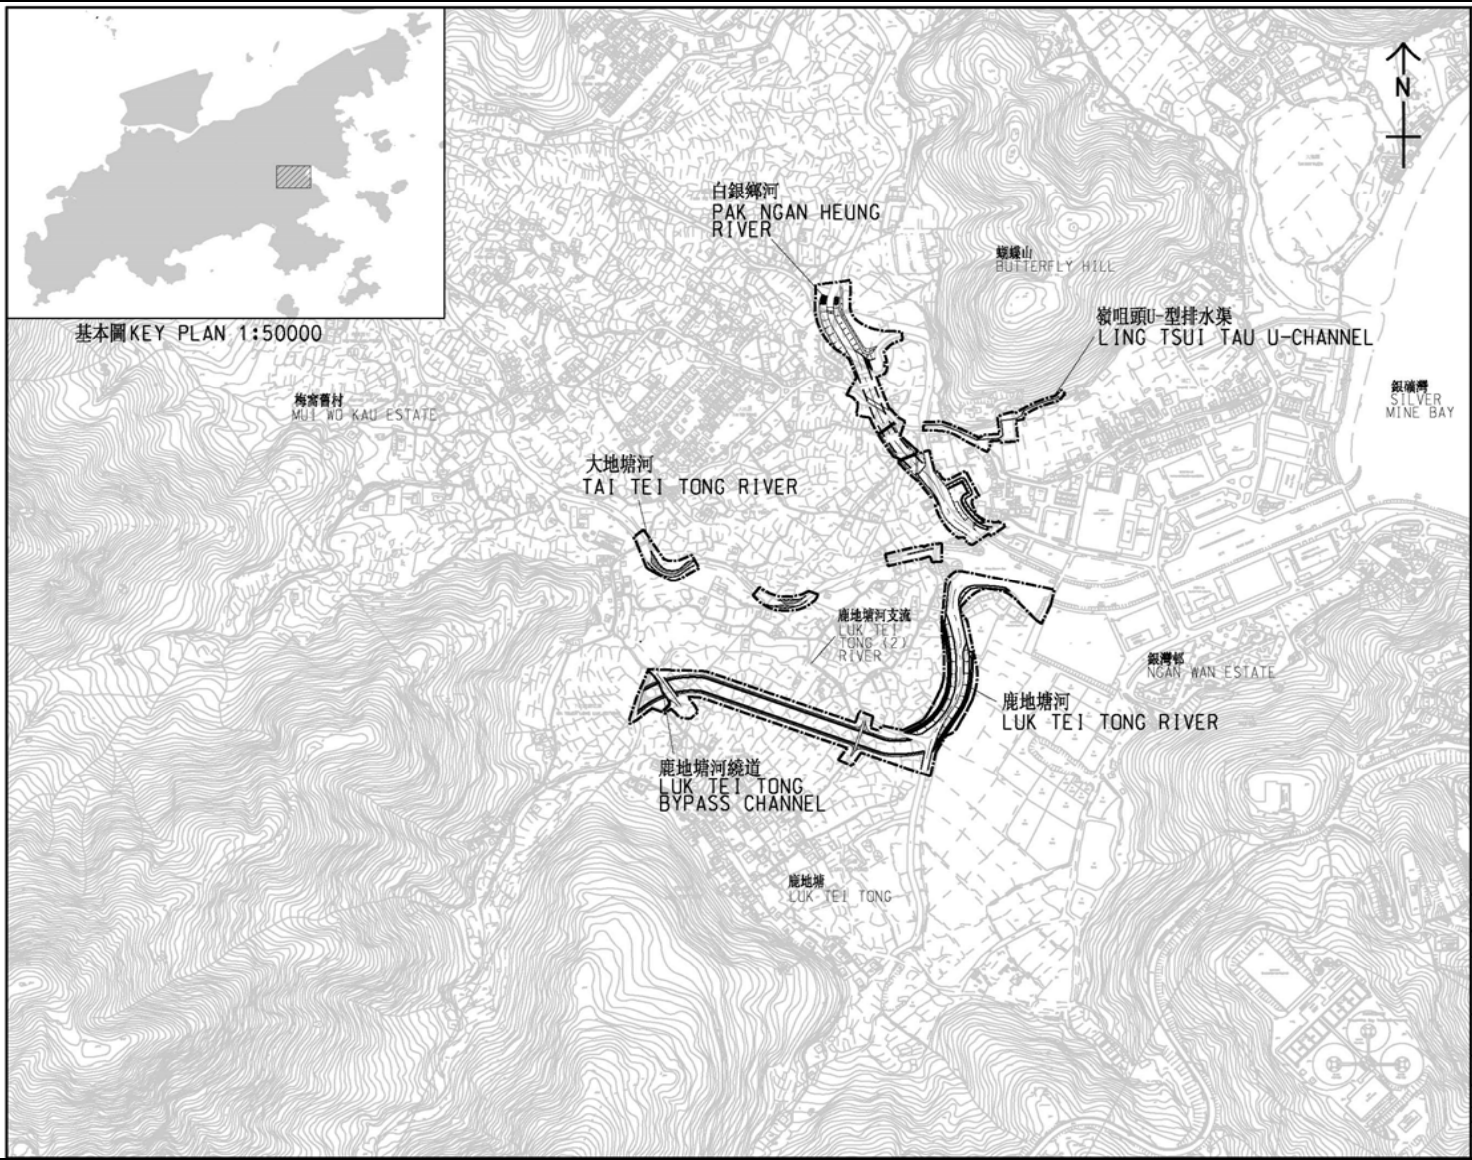 N
白銀鄉河
PAK NGAN HEUNG
RIVER
蝴蝶山
BUTTERFLY HILL
嶺咀頭U-型排水渠
LING TSUI TAU U-CHANNEL
基本圖KEY PLAN 1:50000
銀礦灣
SILVER
MINE BAY
梅窩舊村
MUI WO KAU ESTATE
大地塘河
TAI TEI TONG RIVER
鹿地塘河支流
LUK TEI
TONG (2)
RIVER
銀灣邨
NGAN WAN ESTATE
鹿地塘河
LUK TEI TONG RIVER
鹿地塘河繞道
LUK TEI TONG
BYPASS CHANNEL
鹿地塘
LUK TEI TONG